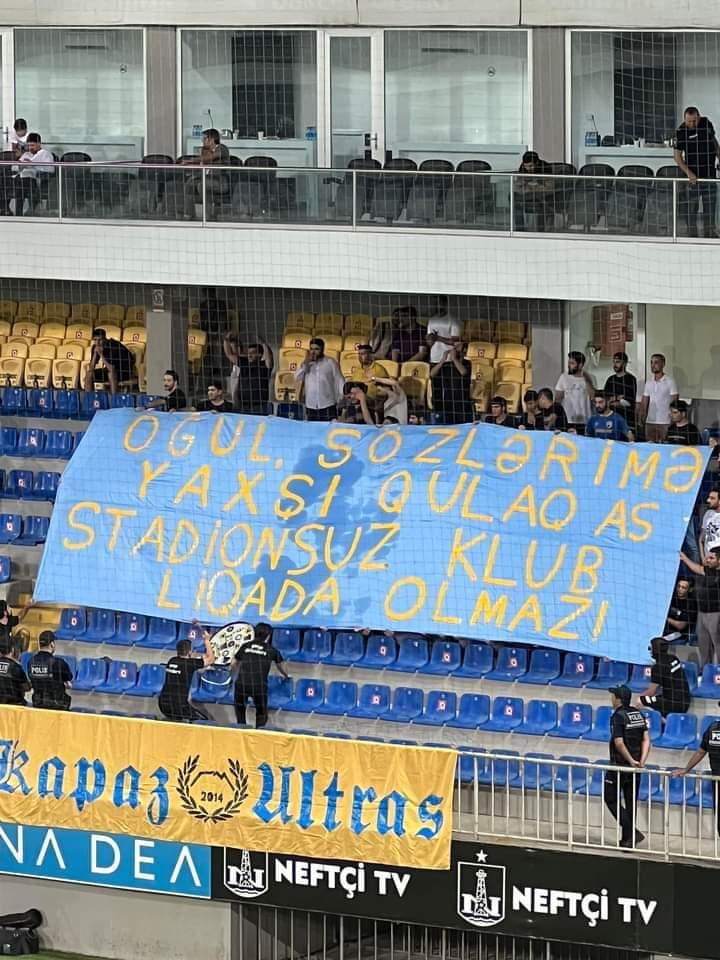 OĞUL, SÖZLƏRİMƏ
YAXŞI QULAQ AS
STADİONSUZ KLUB
LİQADA OLMAZ!
Kapaz 2014 Ultras
NA DEA
NEFTÇİ TV
NEFTÇİ TV
POLİS